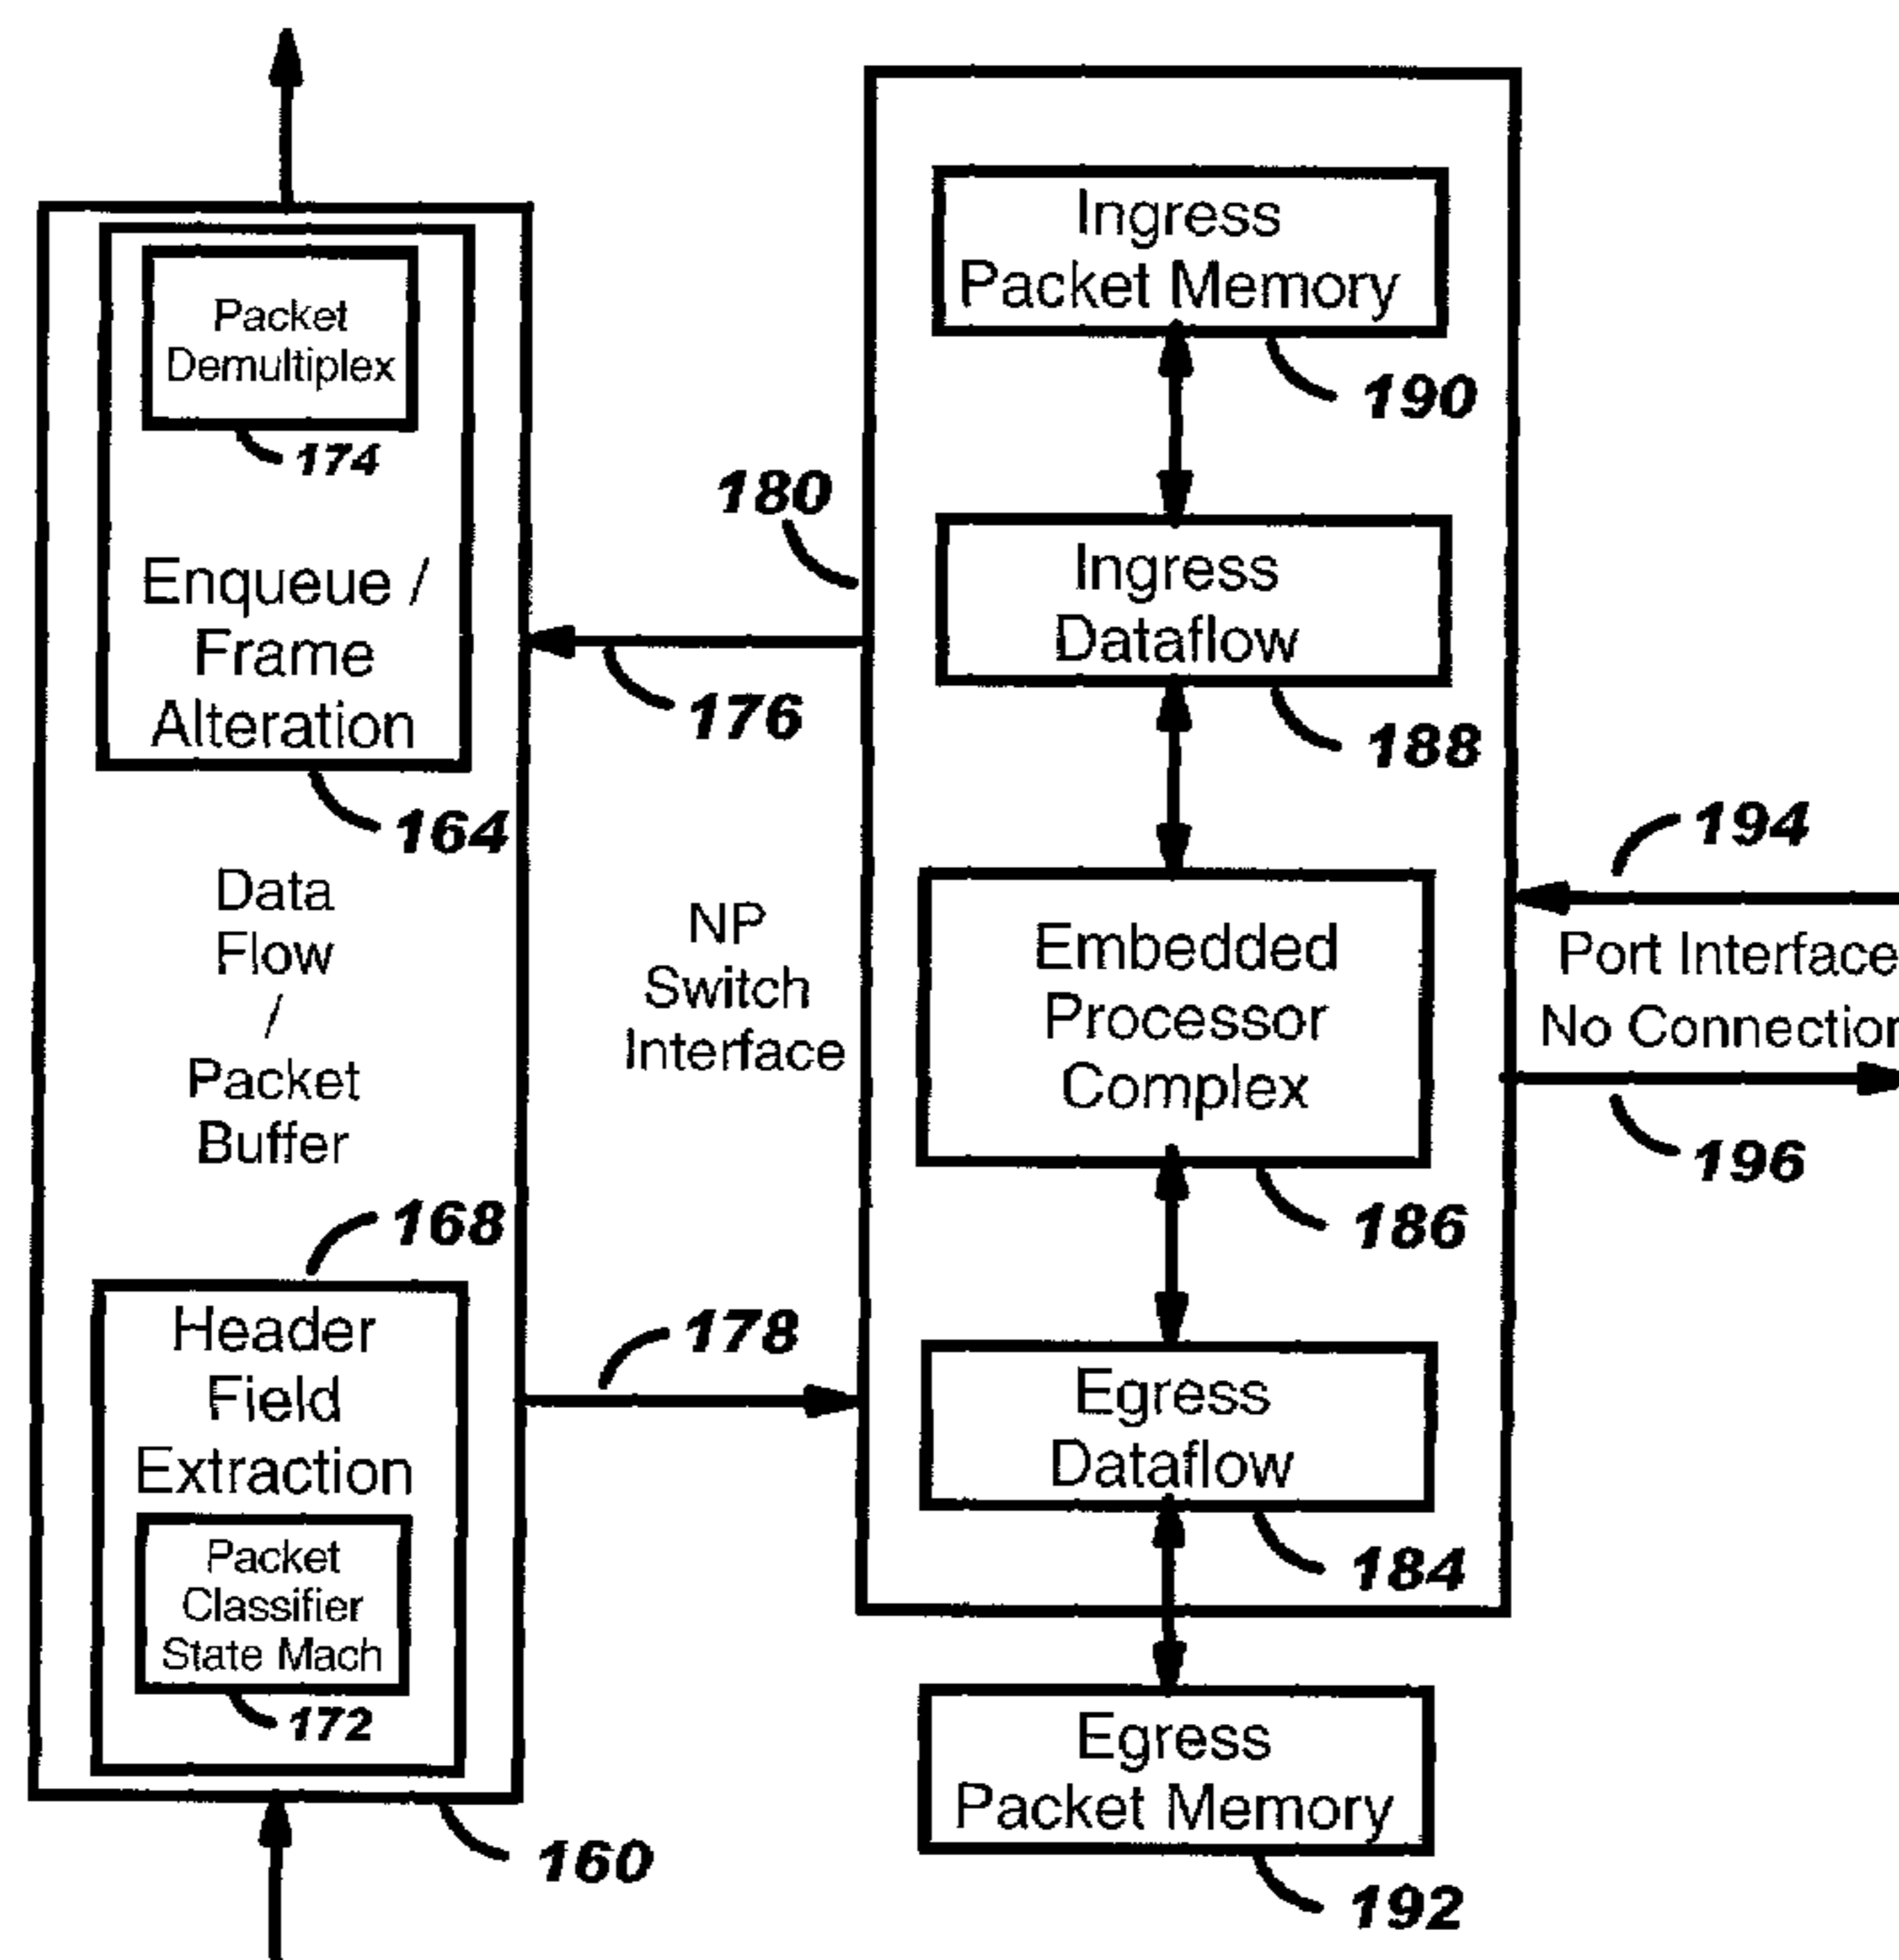 Packet
Demultiplex
174
Enqueue /
Frame
Alteration
164
Data
Flow
/
Packet
Buffer
168
Header
Field
Extraction
Packet
Classifier
State Mach
172
160
180
176
NP
Switch
Interface
178
Ingress
Packet Memory
190
Ingress
Dataflow
188
Embedded
Processor
Complex
186
Egress
Dataflow
184
Egress
Packet Memory
192
194
Port Interface
No Connection
196